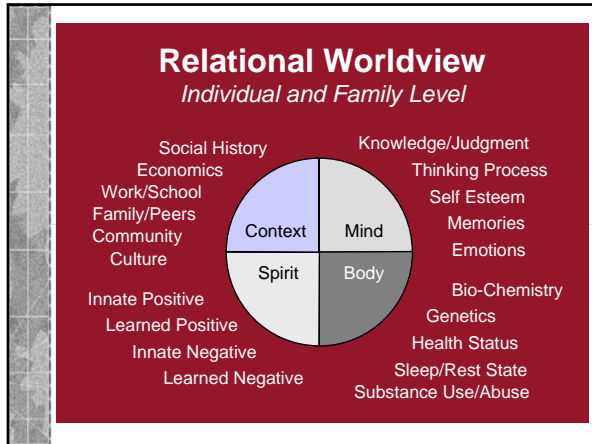 Relational Worldview
Individual and Family Level
Social History
Economics
Work/School
Family/Peers
Community
Culture
Knowledge/Judgment
Thinking Process
Self Esteem
Memories
Emotions
Context
Mind
Spirit
Body
Innate Positive
Learned Positive
Innate Negative
Learned Negative
Bio-Chemistry
Genetics
Health Status
Sleep/Rest State
Substance Use/Abuse